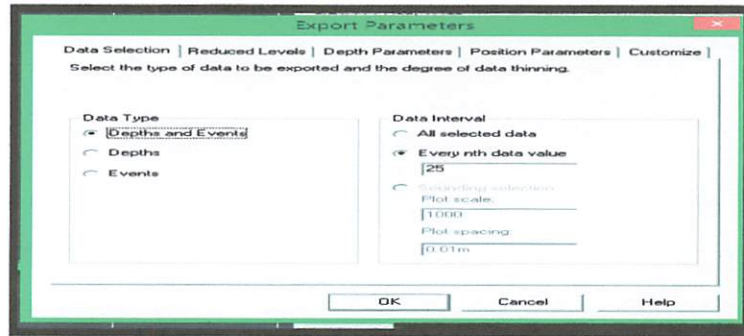 Export Parameters
Data Selection | Reduced Levels | Depth Parameters | Position Parameters | Customize |
Select the type of data to be exported and the degree of data thinning.
Data Type
Depths and Events
Depths
Events
Data Interval
All selected data
Every nth data value
25
Sounding selection
Plot scale:
1000
Plot spacing:
0.01m
OK
Cancel
Help